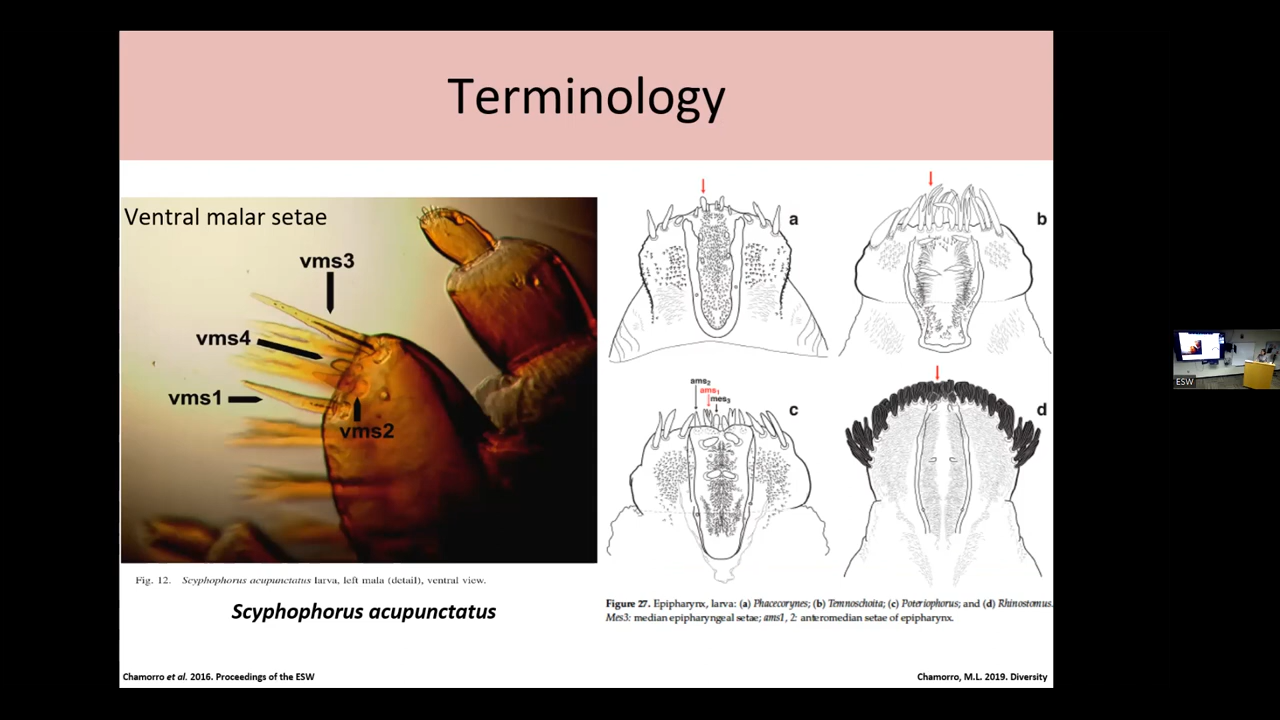 Terminology
Ventral malar setae
vms3
vms4
vms1
vms2
Fig. 12. Scyphophorus acupunctatus larva, left mala (detail), ventral view.
Scyphophorus acupunctatus
a
b
ams2
ams1
mes3
c
d
Figure 27. Epipharynx, larva: (a) Phacecorynes; (b) Temnoschoita; (c) Poteriophorus; and (d) Rhinostomus.
Mes3: median epipharyngeal setae; ams1, 2: anteromedian setae of epipharynx.
Chamorro et al. 2016. Proceedings of the ESW
Chamorro, M.L. 2019. Diversity
ESW